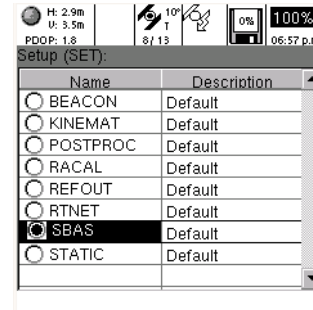 H: 2.9m
V: 3.5m
PDOP: 1.8
10°
T
8/13
0%
100%
06:57 p.
Setup (SET):
Name Description
BEACON Default
KINEMAT Default
POSTPROC Default
RACAL Default
REFOUT Default
RTNET Default
SBAS Default
STATIC Default